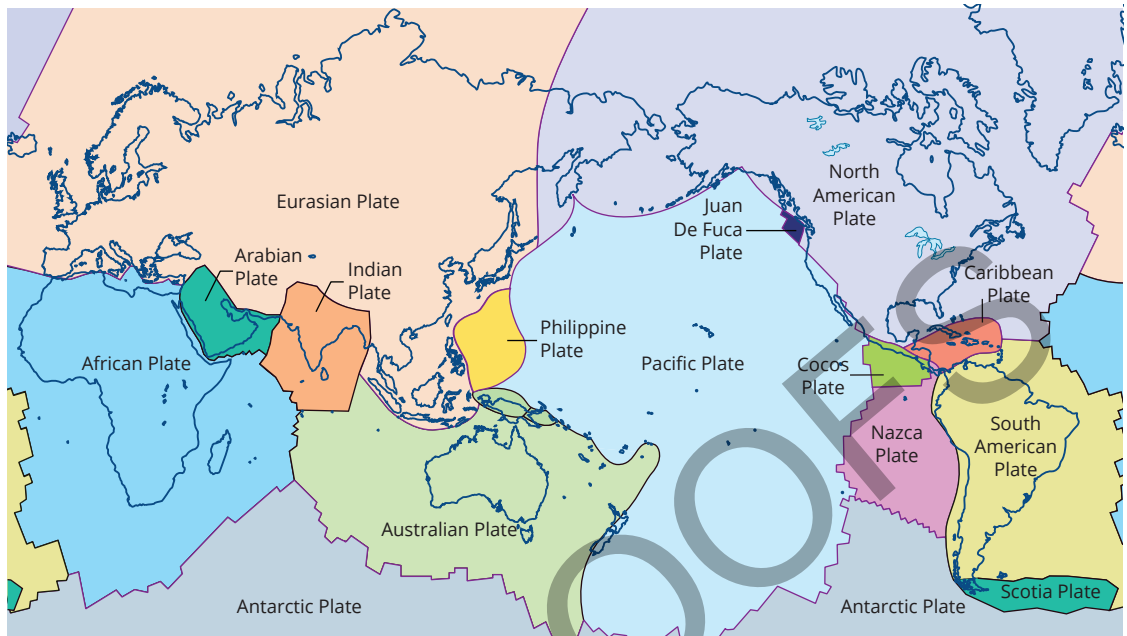 Eurasian Plate
North
American
Plate
Juan
De Fuca
Plate
Arabian
Plate
Indian
Plate
Caribbean
Plate
Philippine
Plate
African Plate
Pacific Plate
Cocos
Plate
Nazca
Plate
South
American
Plate
Australian Plate
Antarctic Plate
Antarctic Plate
Scotia Plate
OOFS